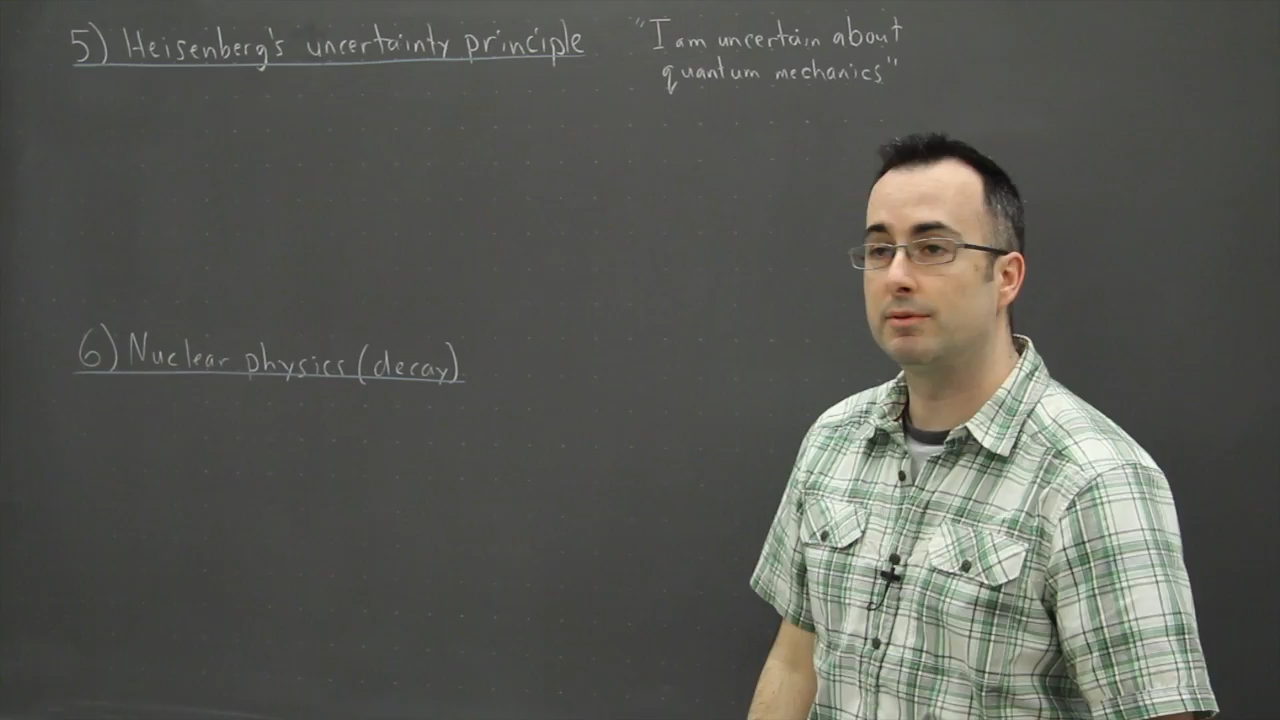 5) Heisenberg's uncertainty principle
"I am uncertain about
quantum mechanics"
6) Nuclear physics (decay)